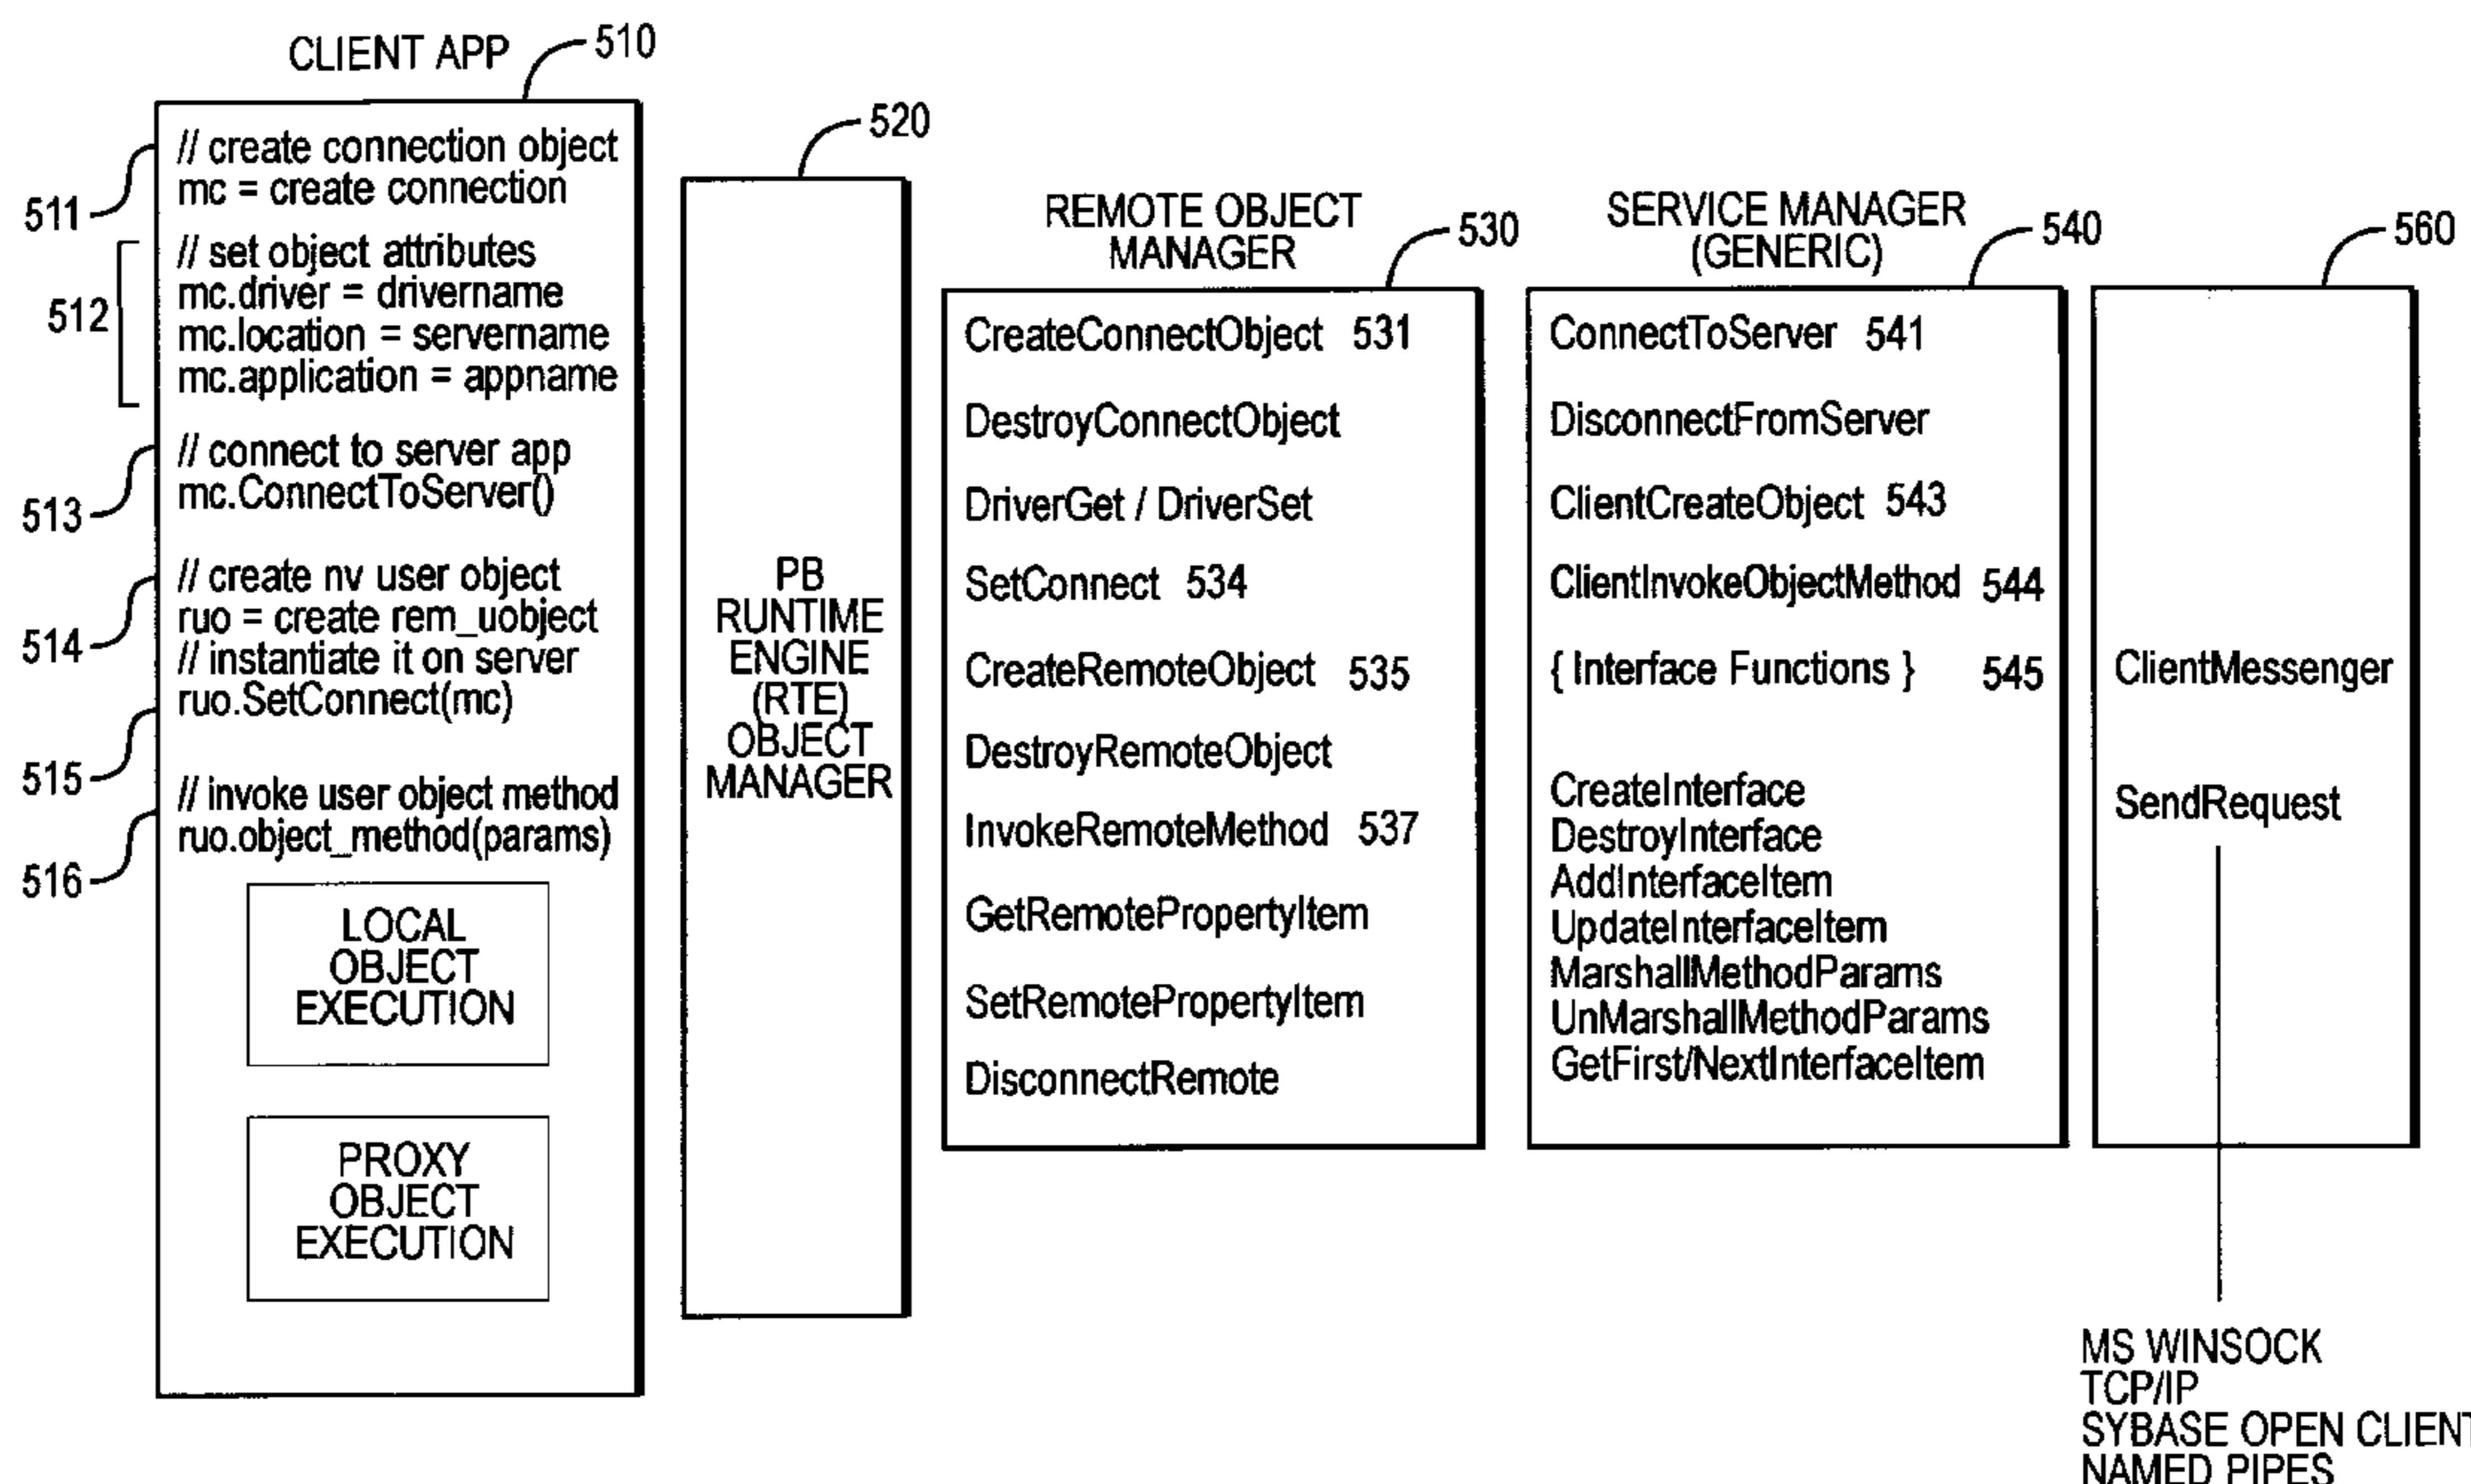 CLIENT APP
510
// create connection object
mc = create connection
511
// set object attributes
mc.driver = drivername
mc.location = servername
mc.application = appname
512
// connect to server app
mc.ConnectToServer()
513
// create nv user object
ruo = create rem_uobject
514
// instantiate it on server
ruo.SetConnect(mc)
515
// invoke user object method
ruo.object_method(params)
516
LOCAL
OBJECT
EXECUTION
PROXY
OBJECT
EXECUTION
520
PB
RUNTIME
ENGINE
(RTE)
OBJECT
MANAGER
REMOTE OBJECT
MANAGER
530
CreateConnectObject 531
DestroyConnectObject
DriverGet / DriverSet
SetConnect 534
CreateRemoteObject 535
DestroyRemoteObject
InvokeRemoteMethod 537
GetRemotePropertyItem
SetRemotePropertyItem
DisconnectRemote
SERVICE MANAGER
(GENERIC)
540
ConnectToServer 541
DisconnectFromServer
ClientCreateObject 543
ClientInvokeObjectMethod 544
{ Interface Functions } 545
CreateInterface
DestroyInterface
AddInterfaceItem
UpdateInterfaceItem
MarshallMethodParams
UnMarshallMethodParams
GetFirst/NextInterfaceItem
560
ClientMessenger
SendRequest
MS WINSOCK
TCP/IP
SYBASE OPEN CLIENT
NAMED PIPES